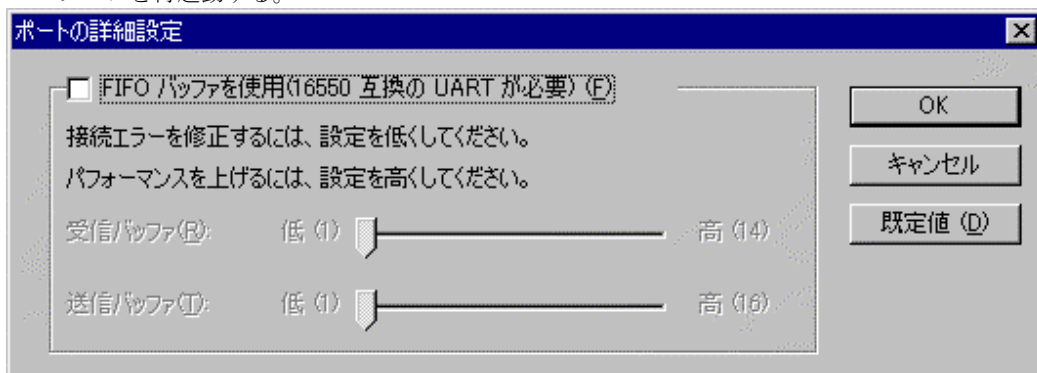 ポートの詳細設定
FIFO バッファを使用(16550 互換の UART が必要) (F)
接続エラーを修正するには、設定を低くしてください。
パフォーマンスを上げるには、設定を高くしてください。
受信バッファ(R): 低 (1) 高 (14)
送信バッファ(T): 低 (1) 高 (16)
OK
キャンセル
既定値 (D)